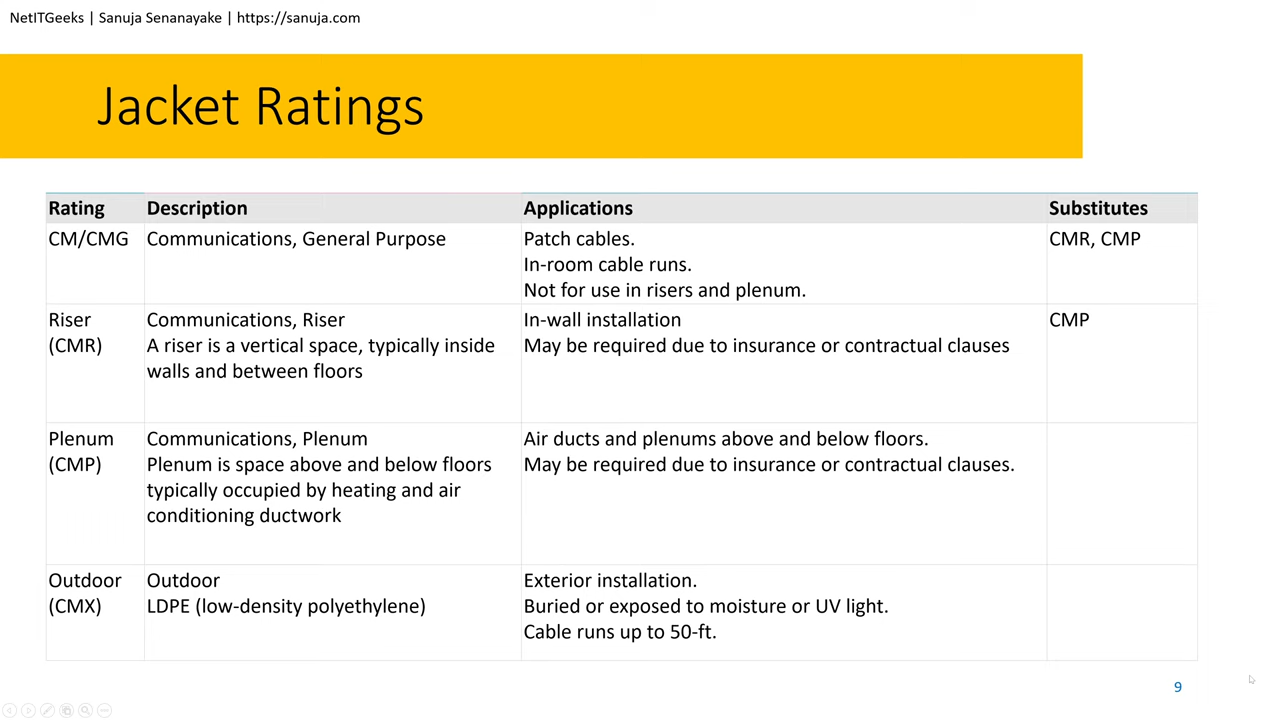 NetITGeeks | Sanuja Senanayake | https://sanuja.com
Jacket Ratings
Rating Description Applications Substitutes
CM/CMG Communications, General Purpose Patch cables. CMR, CMP
In-room cable runs.
Not for use in risers and plenum.
Riser Communications, Riser In-wall installation CMP
(CMR) A riser is a vertical space, typically inside May be required due to insurance or contractual clauses
walls and between floors
Plenum Communications, Plenum Air ducts and plenums above and below floors.
(CMP) Plenum is space above and below floors May be required due to insurance or contractual clauses.
typically occupied by heating and air
conditioning ductwork
Outdoor Outdoor Exterior installation.
(CMX) LDPE (low-density polyethylene) Buried or exposed to moisture or UV light.
Cable runs up to 50-ft.
9